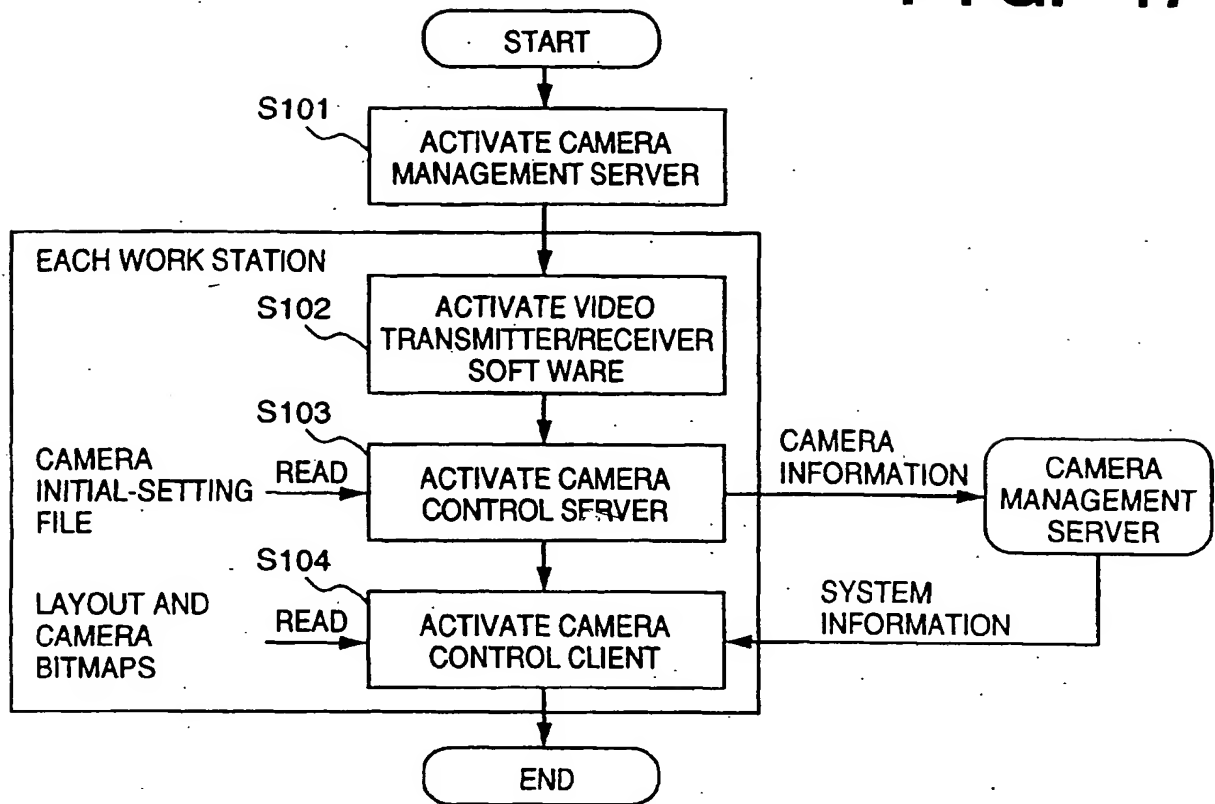 START
S101
ACTIVATE CAMERA
MANAGEMENT SERVER
EACH WORK STATION
S102
ACTIVATE VIDEO
TRANSMITTER/RECEIVER
SOFT WARE
S103
CAMERA
INITIAL-SETTING
FILE
READ
ACTIVATE CAMERA
CONTROL SERVER
CAMERA
INFORMATION
CAMERA
MANAGEMENT
SERVER
S104
LAYOUT AND
CAMERA
BITMAPS
READ
ACTIVATE CAMERA
CONTROL CLIENT
SYSTEM
INFORMATION
END